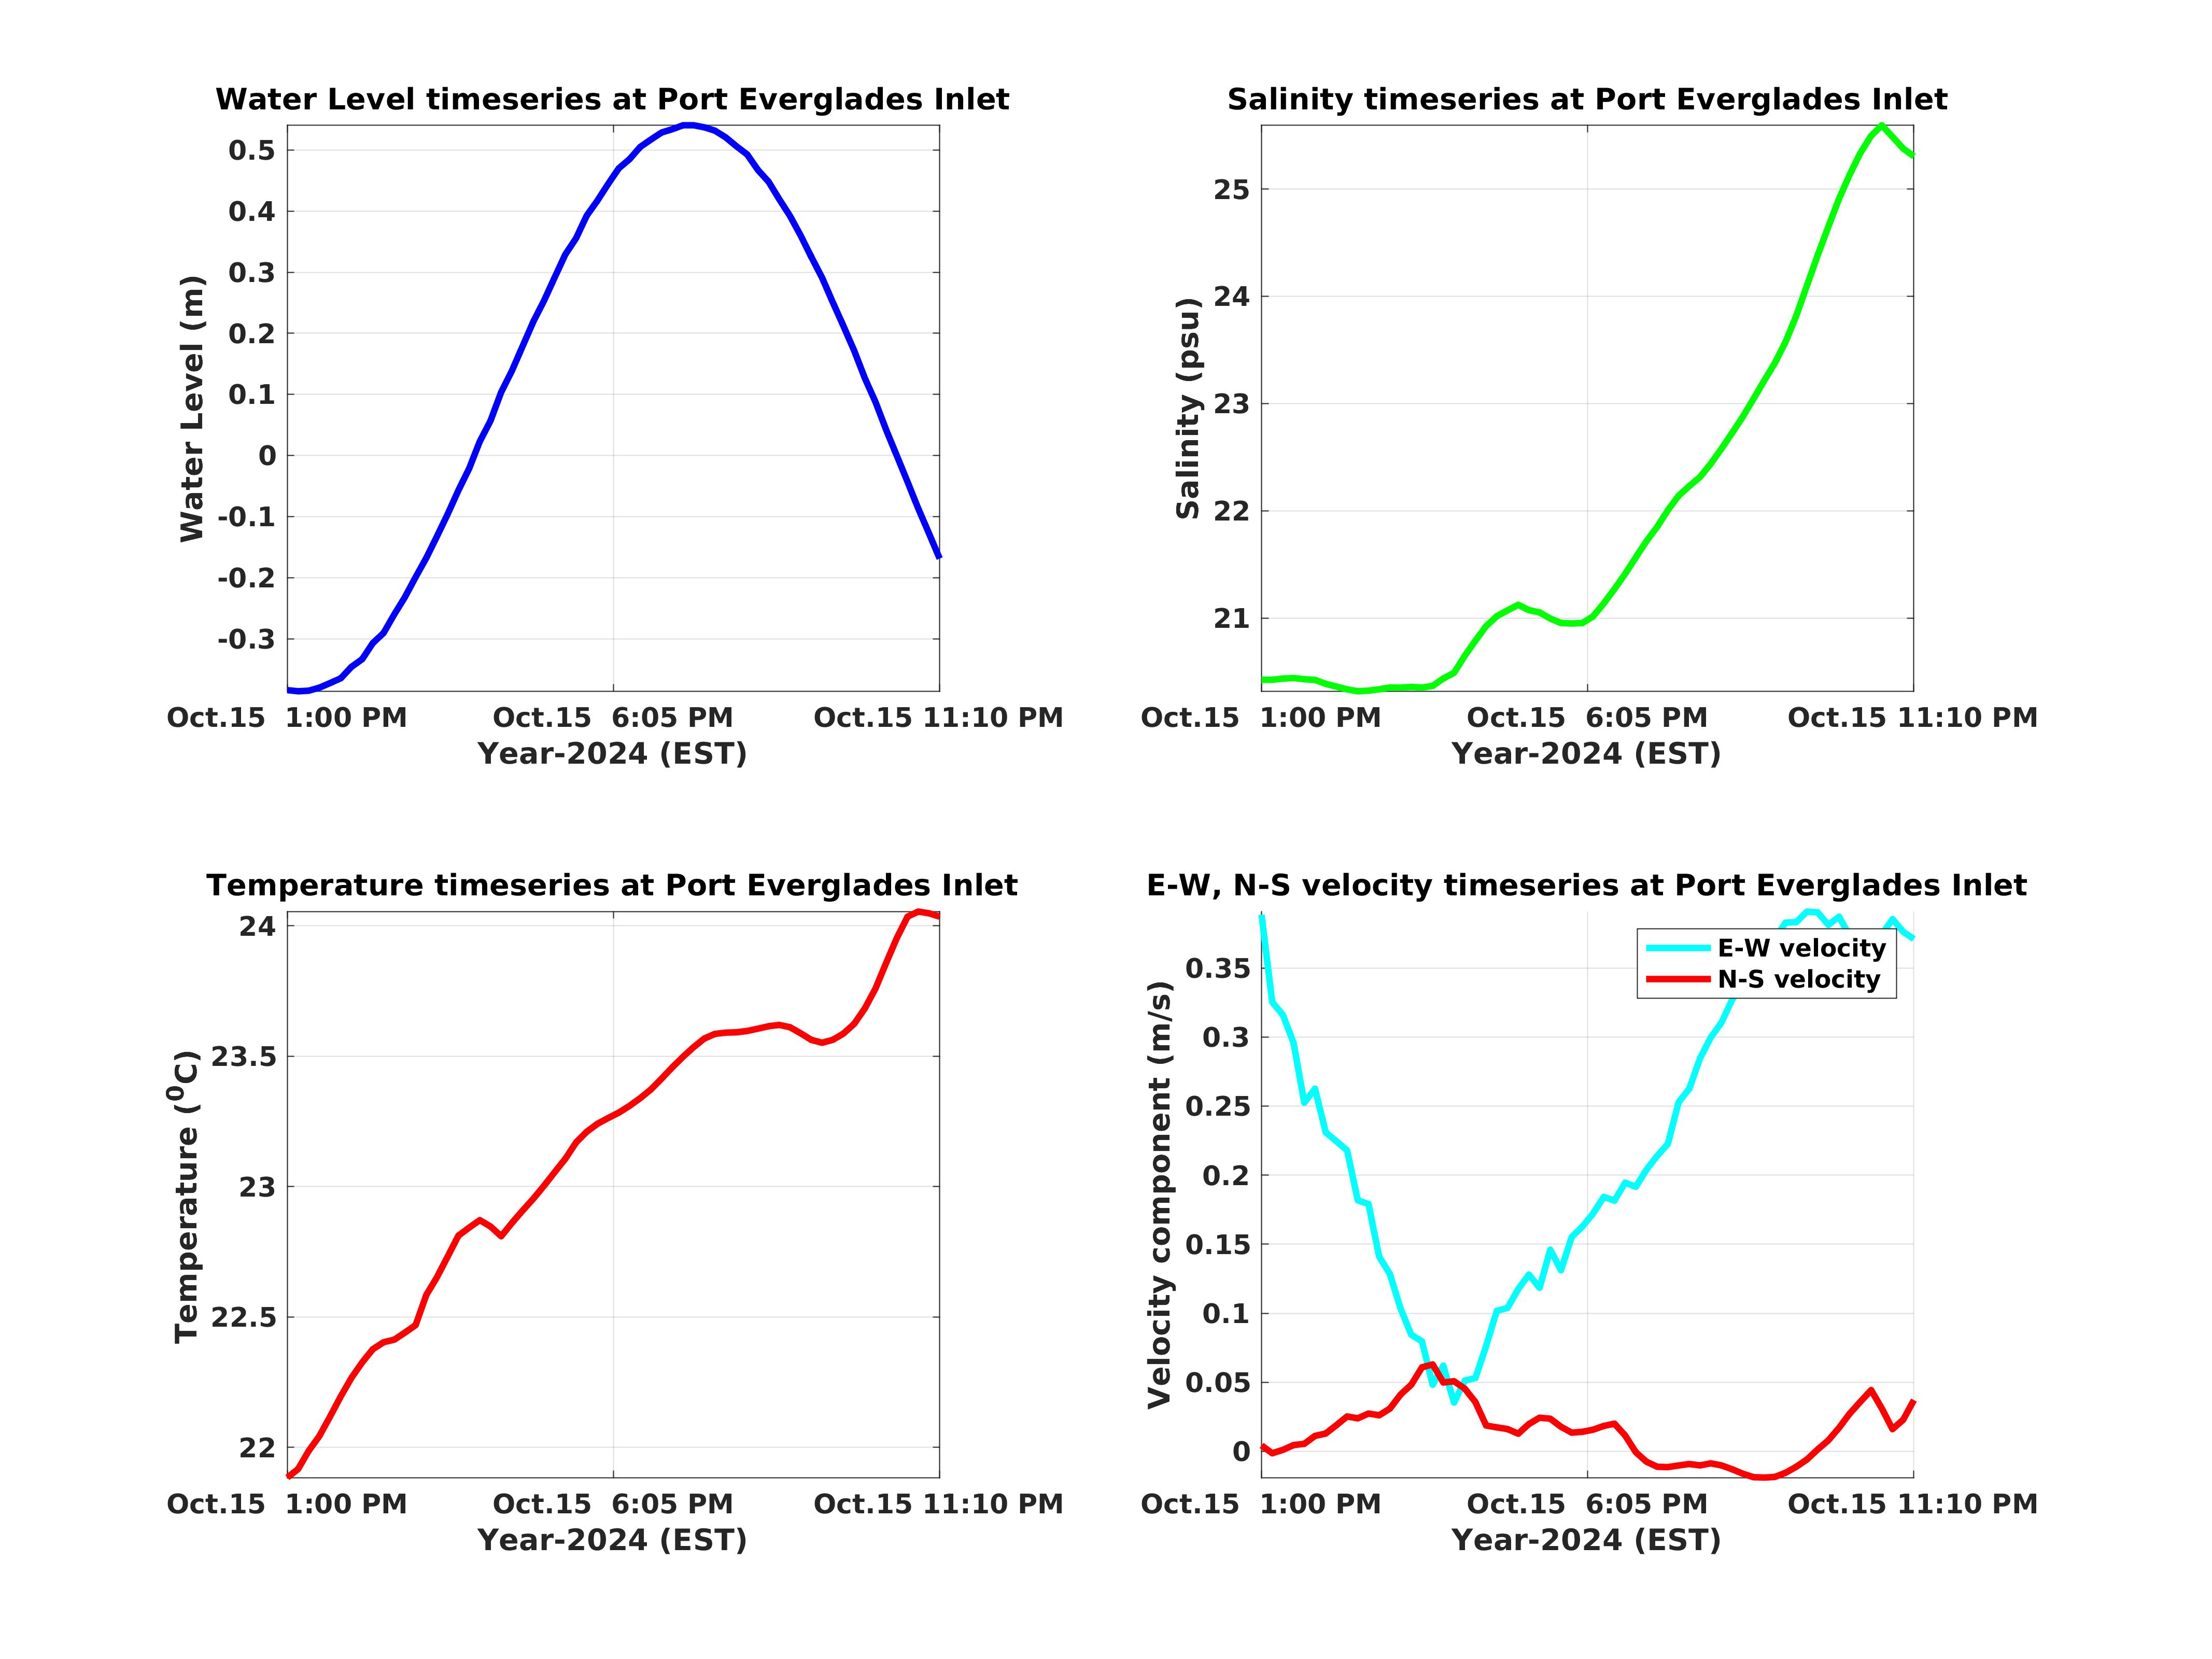 Water Level timeseries at Port Everglades Inlet
Water Level (m)
0.5
0.4
0.3
0.2
0.1
0
-0.1
-0.2
-0.3
Oct.15  1:00 PM
Oct.15  6:05 PM
Oct.15 11:10 PM
Year-2024 (EST)
Salinity timeseries at Port Everglades Inlet
Salinity (psu)
25
24
23
22
21
Oct.15  1:00 PM
Oct.15  6:05 PM
Oct.15 11:10 PM
Year-2024 (EST)
Temperature timeseries at Port Everglades Inlet
Temperature (⁰C)
24
23.5
23
22.5
22
Oct.15  1:00 PM
Oct.15  6:05 PM
Oct.15 11:10 PM
Year-2024 (EST)
E-W, N-S velocity timeseries at Port Everglades Inlet
Velocity component (m/s)
E-W velocity
N-S velocity
0.35
0.3
0.25
0.2
0.15
0.1
0.05
0
Oct.15  1:00 PM
Oct.15  6:05 PM
Oct.15 11:10 PM
Year-2024 (EST)